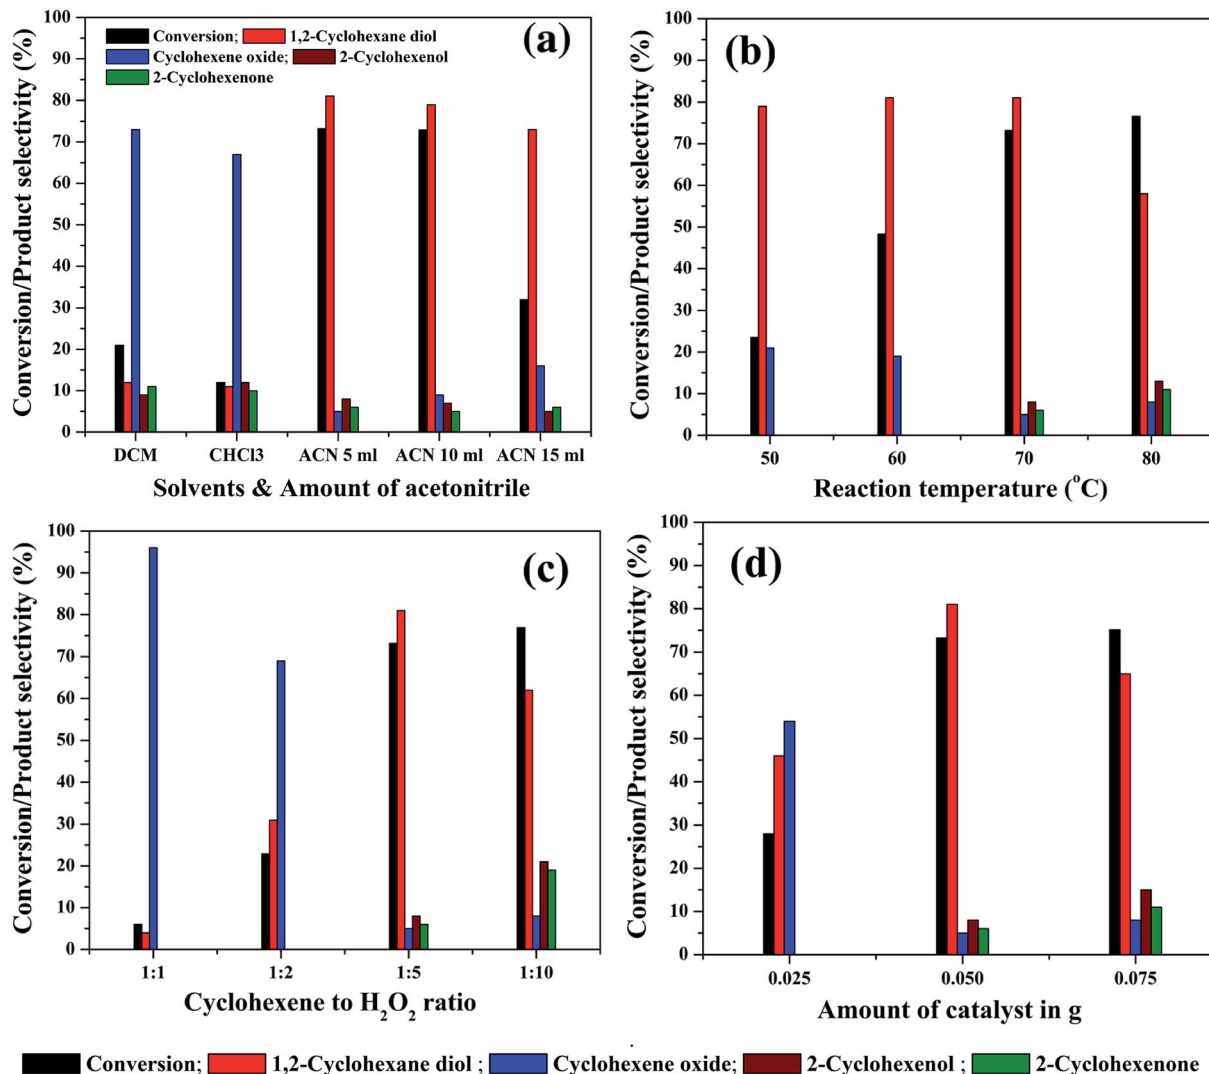 Conversion/Product selectivity (%)
100
90
80
70
60
50
40
30
20
10
0
Conversion; 1,2-Cyclohexane diol
Cyclohexene oxide; 2-Cyclohexenol
2-Cyclohexenone
(a)
DCM CHCl3 ACN 5 ml ACN 10 ml ACN 15 ml
Solvents & Amount of acetonitrile
Conversion/Product selectivity (%)
100
90
80
70
60
50
40
30
20
10
0
(b)
50 60 70 80
Reaction temperature (°C)
Conversion/Product selectivity (%)
100
90
80
70
60
50
40
30
20
10
0
(c)
1:1 1:2 1:5 1:10
Cyclohexene to H₂O₂ ratio
Conversion/Product selectivity (%)
100
90
80
70
60
50
40
30
20
10
0
(d)
0.025 0.050 0.075
Amount of catalyst in g
Conversion; 1,2-Cyclohexane diol ; Cyclohexene oxide; 2-Cyclohexenol ; 2-Cyclohexenone